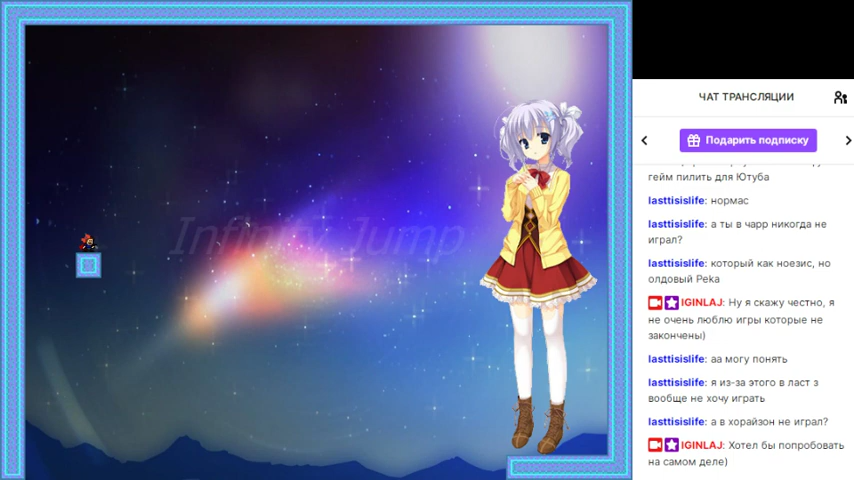 Infinity Jump
ЧАТ ТРАНСЛЯЦИИ
Подарить подписку
гейм пилить для Ютуба
lasttisislife: нормас
lasttisislife: а ты в чарр никогда не
играл?
lasttisislife: который как ноезис, но
олдовый Река
IGINLAJ: Ну я скажу честно, я
не очень люблю игры которые не
закончены)
lasttisislife: аа могу понять
lasttisislife: я из-за этого в ласт з
вообще не хочу играть
lasttisislife: а в хорайзон не играл?
IGINLAJ: Хотел бы попробовать
на самом деле)